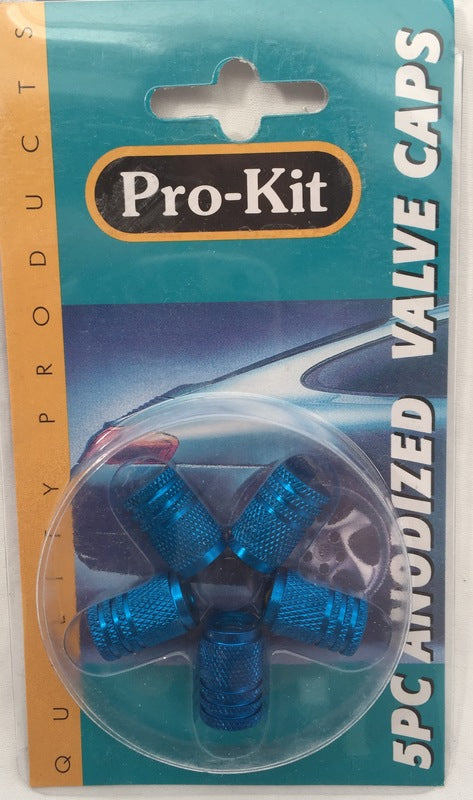 Pro-Kit
QUALITY PRODUCTS
5PC ANODIZED VALVE CAPS